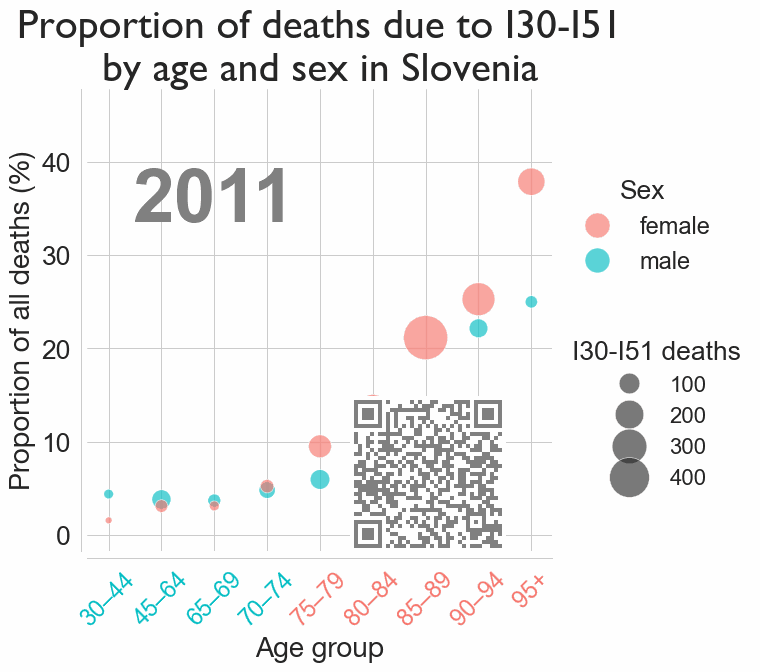 Proportion of deaths due to I30-I51
by age and sex in Slovenia
2011
Proportion of all deaths (%)
40
30
20
10
0
30–44
45–64
65–69
70–74
75–79
80–84
85–89
90–94
95+
Age group
Sex
female
male
I30-I51 deaths
100
200
300
400